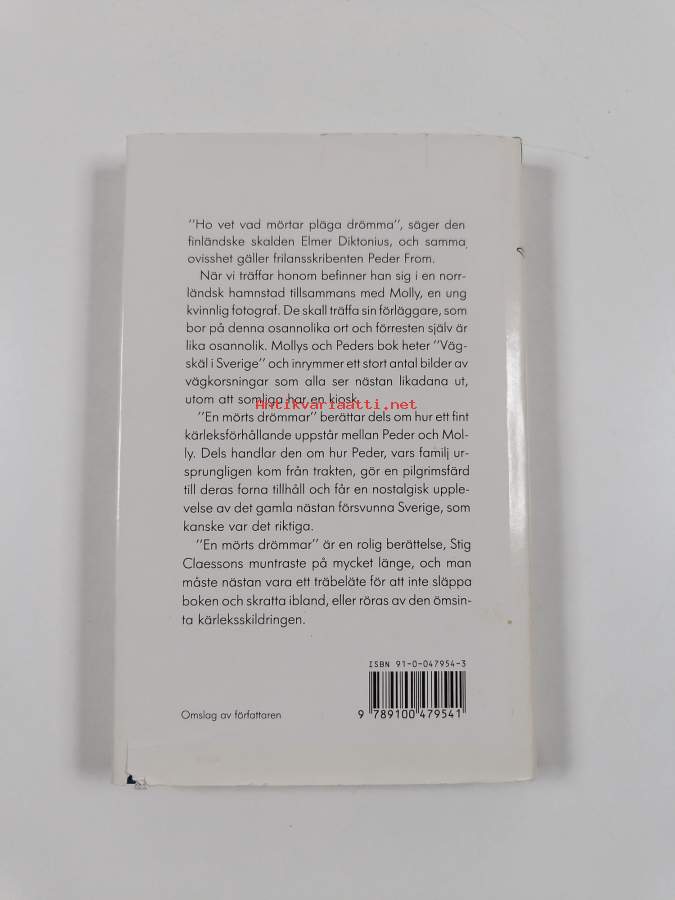 "Ho vet vad mörtar pläga drömma", säger den
finländske skalden Elmer Diktonius, och samma
ovisshet gäller frilansskribenten Peder From.
När vi träffar honom befinner han sig i en norr-
ländsk hamnstad tillsammans med Molly, en ung
kvinnlig fotograf. De skall träffa sin förläggare, som
bor på denna osannolika ort och förresten själv är
lika osannolik. Mollys och Peders bok heter "Väg-
skäl i Sverige" och inrymmer ett stort antal bilder av
vägkorsningar som alla ser nästan likadana ut,
utom att somliga har en kiosk.
Antikvariaatti.net
"En mörts drömmar" berättar dels om hur ett fint
kärleksförhållande uppstår mellan Peder och Mol-
ly. Dels handlar den om hur Peder, vars familj ur-
sprungligen kom från trakten, gör en pilgrimsfärd
till deras forna tillhåll och får en nostalgisk upple-
velse av det gamla nästan försvunna Sverige, som
kanske var det riktiga.
"En mörts drömmar" är en rolig berättelse, Stig
Claessons muntraste på mycket länge, och man
måste nästan vara ett träbeläte för att inte släppa
boken och skratta ibland, eller röras av den ömsin-
ta kärleksskildringen.
ISBN 91-0-047954-3
9 789100 479541
Omslag av författaren